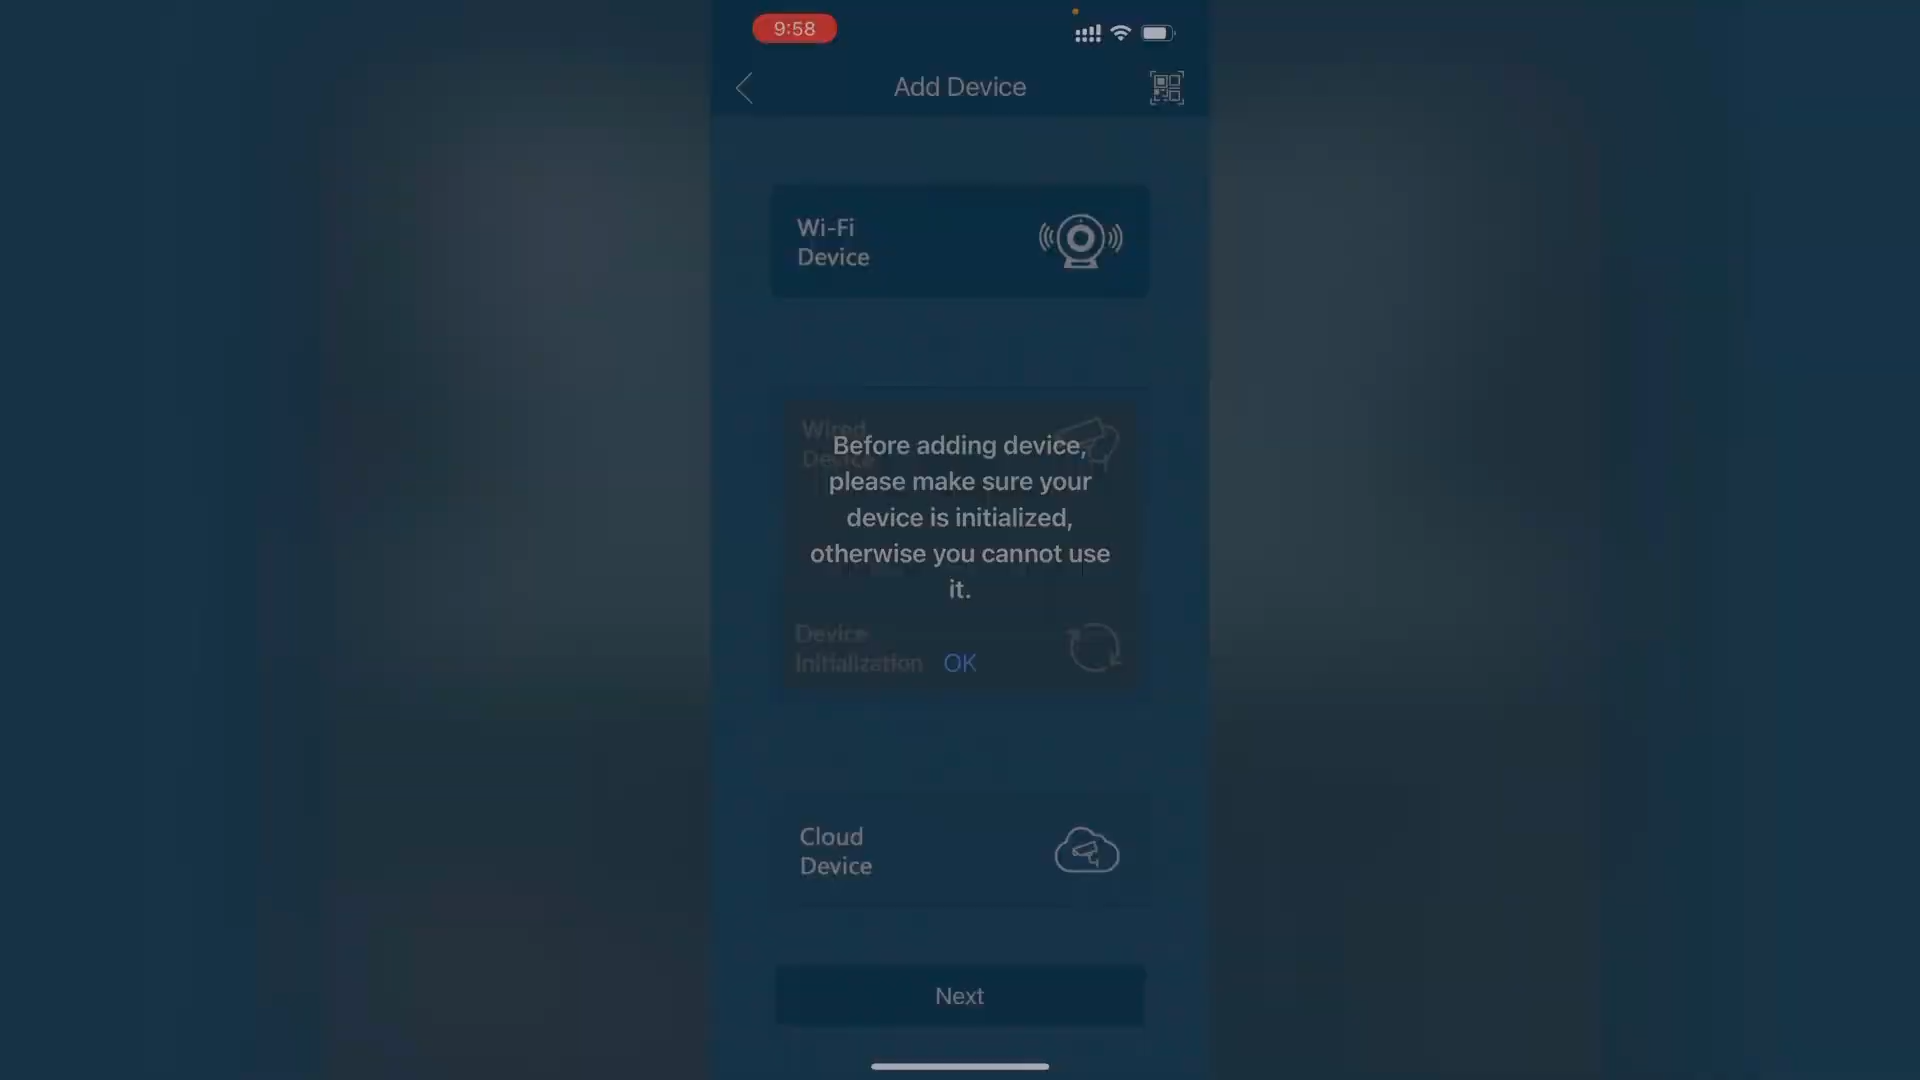 9:58
Add Device
Wi-Fi
Device
Wired
Device
Before adding device,
please make sure your
device is initialized,
otherwise you cannot use
it.
Device
Initialization
OK
Cloud
Device
Next